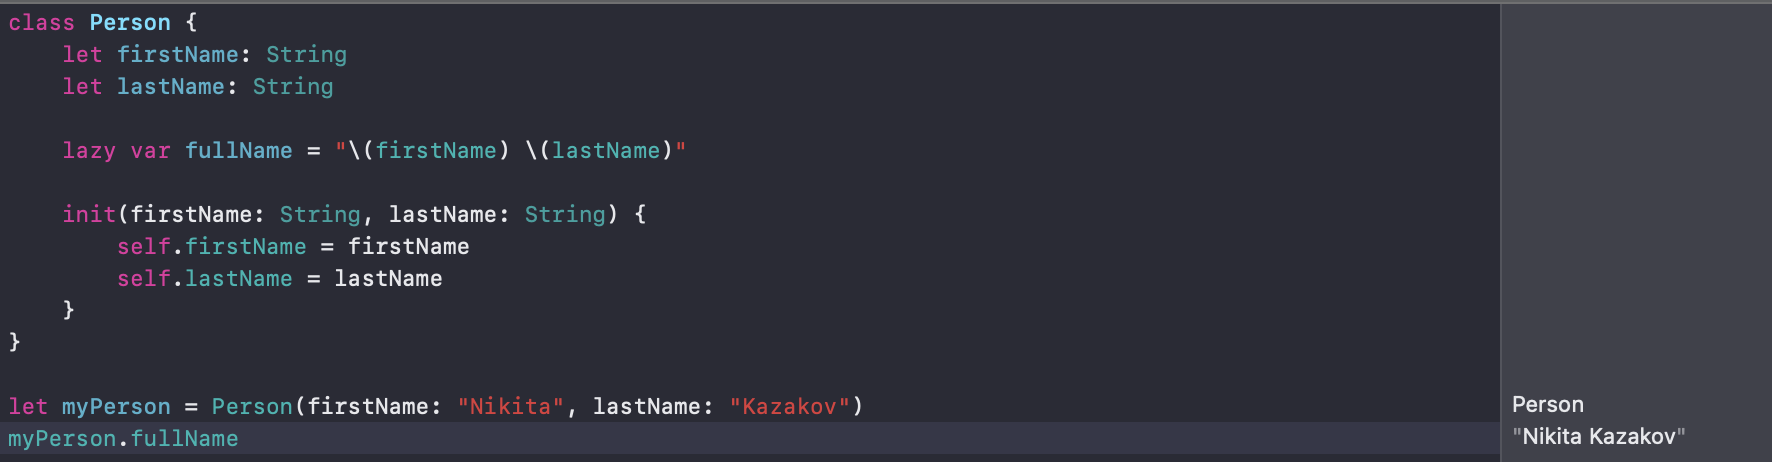 class Person {
    let firstName: String
    let lastName: String

    lazy var fullName = "\(firstName) \(lastName)"

    init(firstName: String, lastName: String) {
        self.firstName = firstName
        self.lastName = lastName
    }
}

let myPerson = Person(firstName: "Nikita", lastName: "Kazakov")
myPerson.fullName
Person
"Nikita Kazakov"